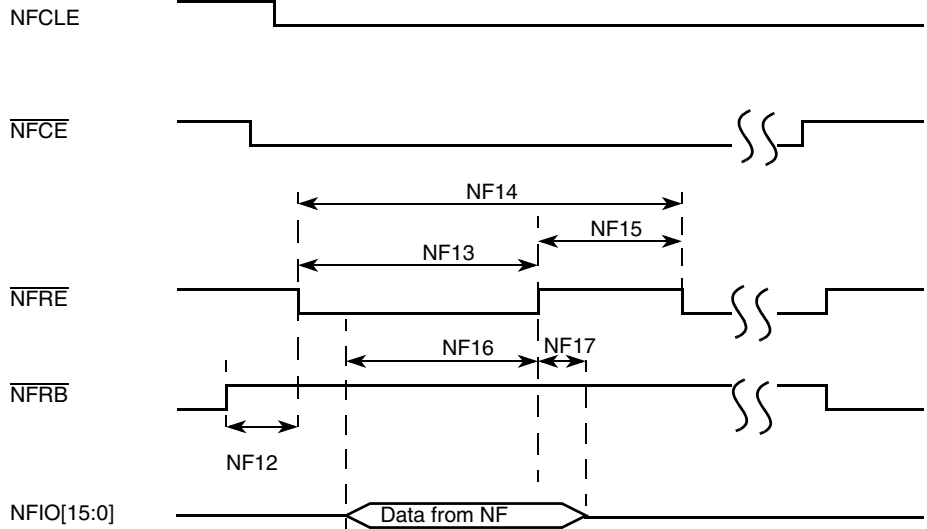 NFCLE
NFCE
NF14
NF15
NF13
NFRE
NF16
NF17
NFRB
NF12
NFIO[15:0]
Data from NF